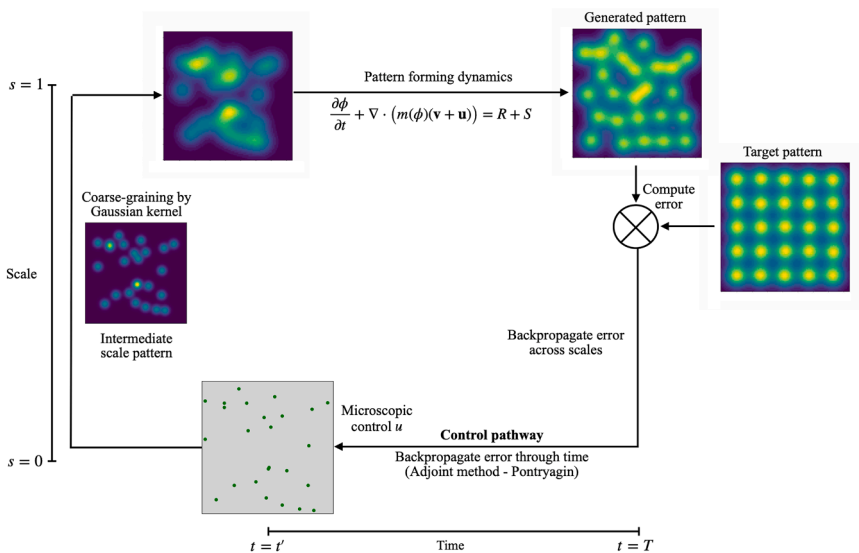 Generated pattern
s = 1
Pattern forming dynamics
∂ϕ/∂t + ∇ · (m(ϕ)(v + u)) = R + S
Target pattern
Compute
error
Coarse-graining by
Gaussian kernel
Scale
Intermediate
scale pattern
Backpropagate error
across scales
Microscopic
control u
Control pathway
Backpropagate error through time
(Adjoint method - Pontryagin)
s = 0
t = t′
Time
t = T